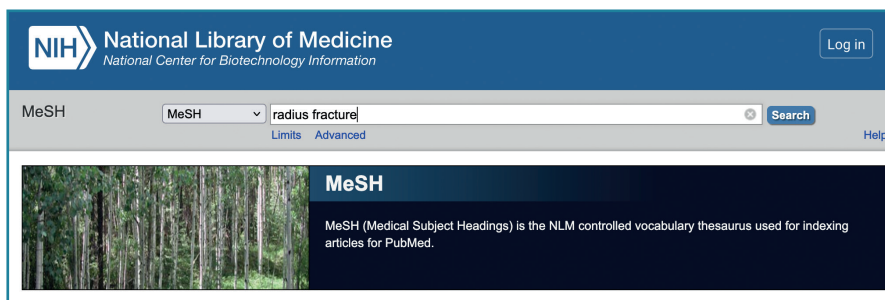 NIH National Library of Medicine
National Center for Biotechnology Information
Log in
MeSH MeSH radius fracture Search
Limits Advanced Help
MeSH
MeSH (Medical Subject Headings) is the NLM controlled vocabulary thesaurus used for indexing
articles for PubMed.